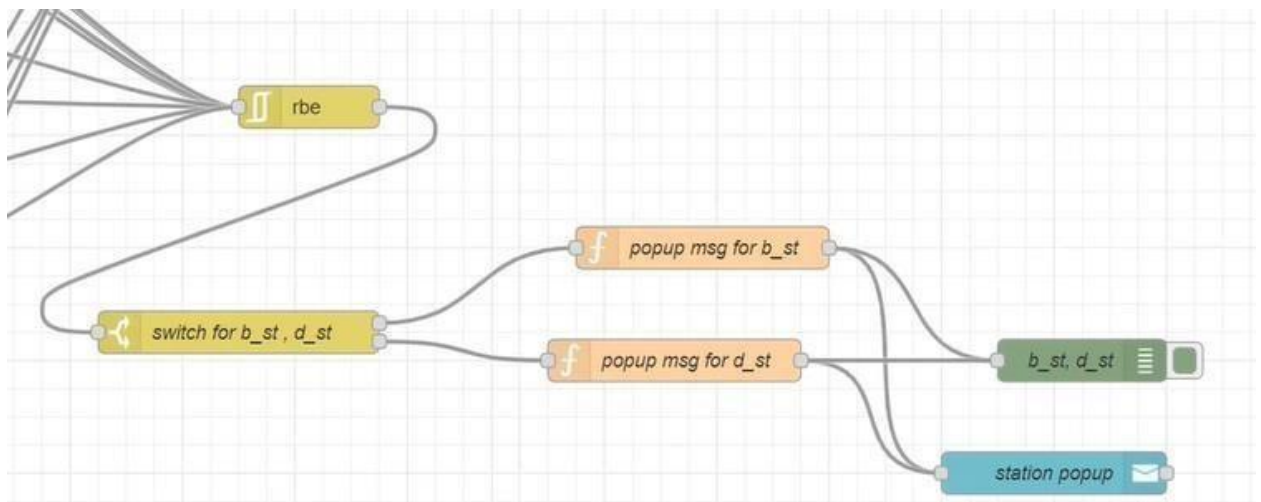 rbe
popup msg for b_st
switch for b_st , d_st
popup msg for d_st
b_st, d_st
station popup